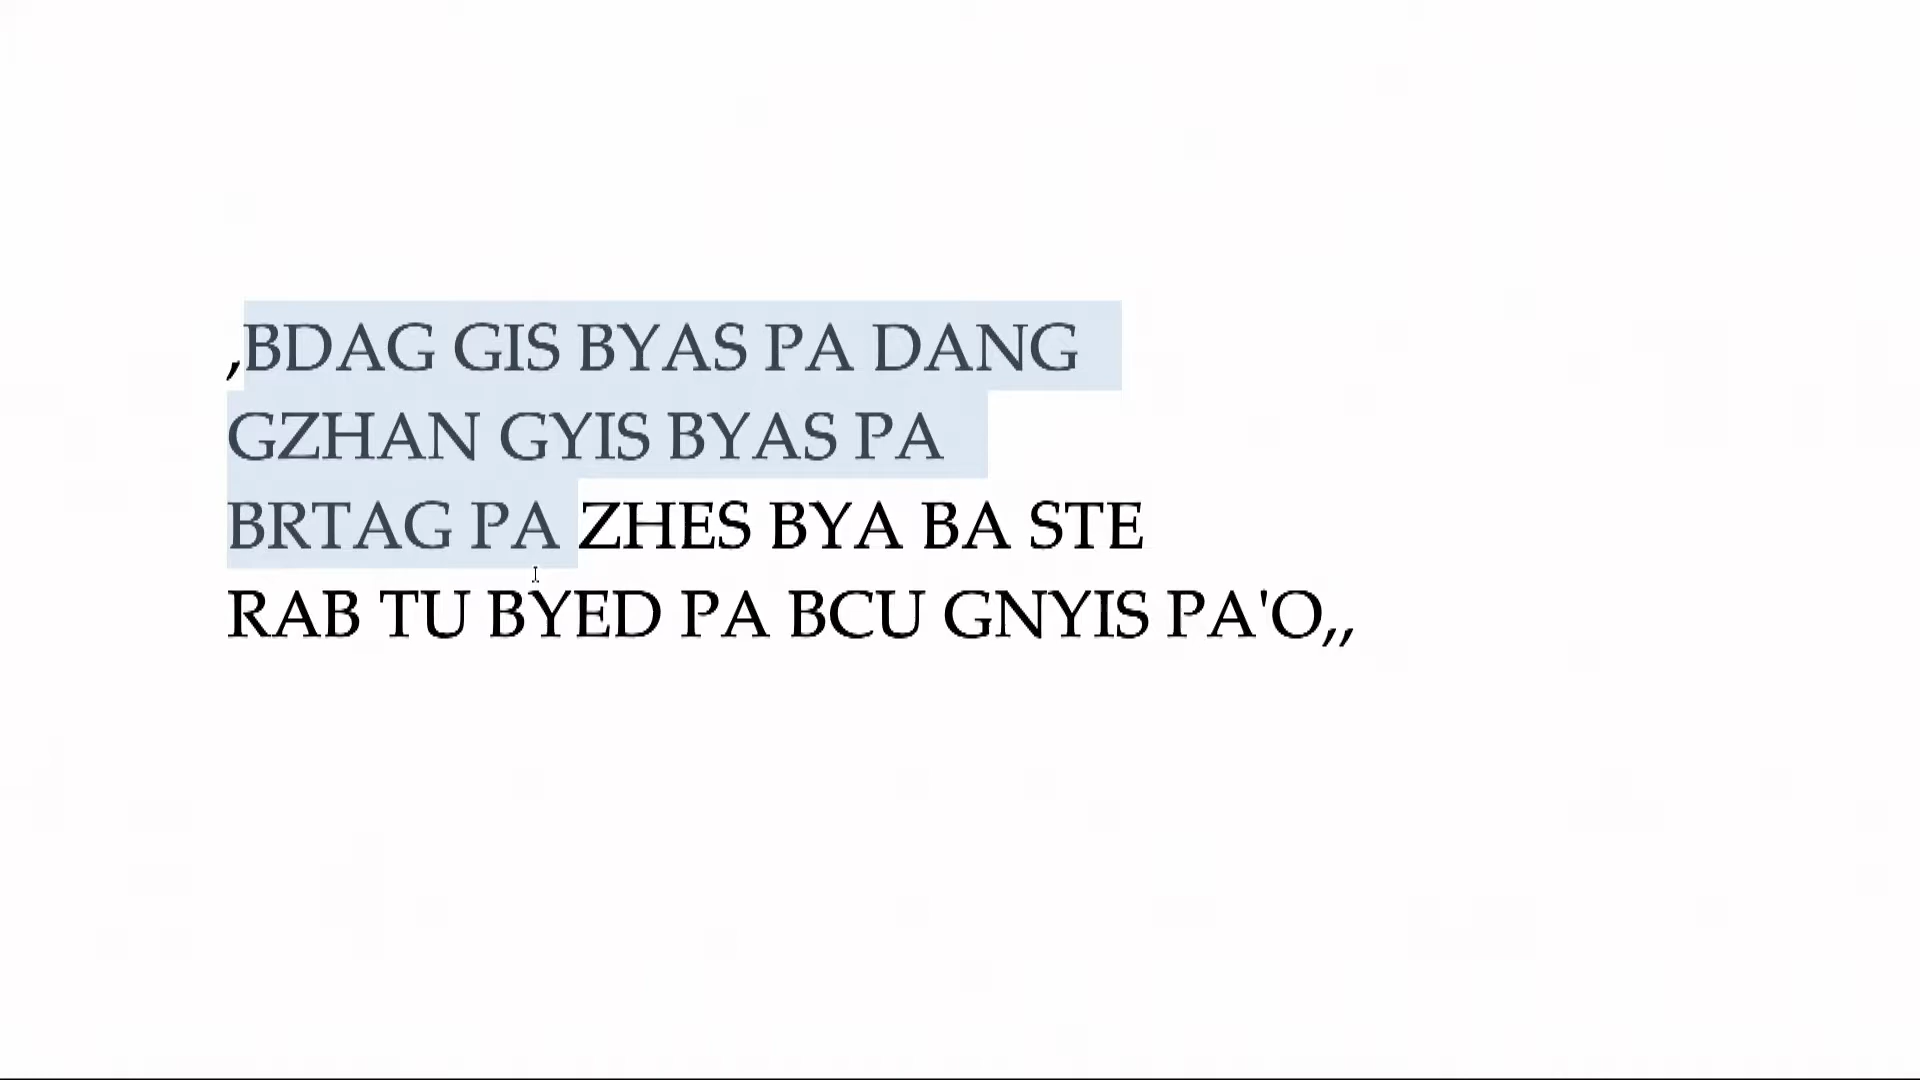 ,BDAG GIS BYAS PA DANG
GZHAN GYIS BYAS PA
BRTAG PA ZHES BYA BA STE
RAB TU BYED PA BCU GNYIS PA'O,,